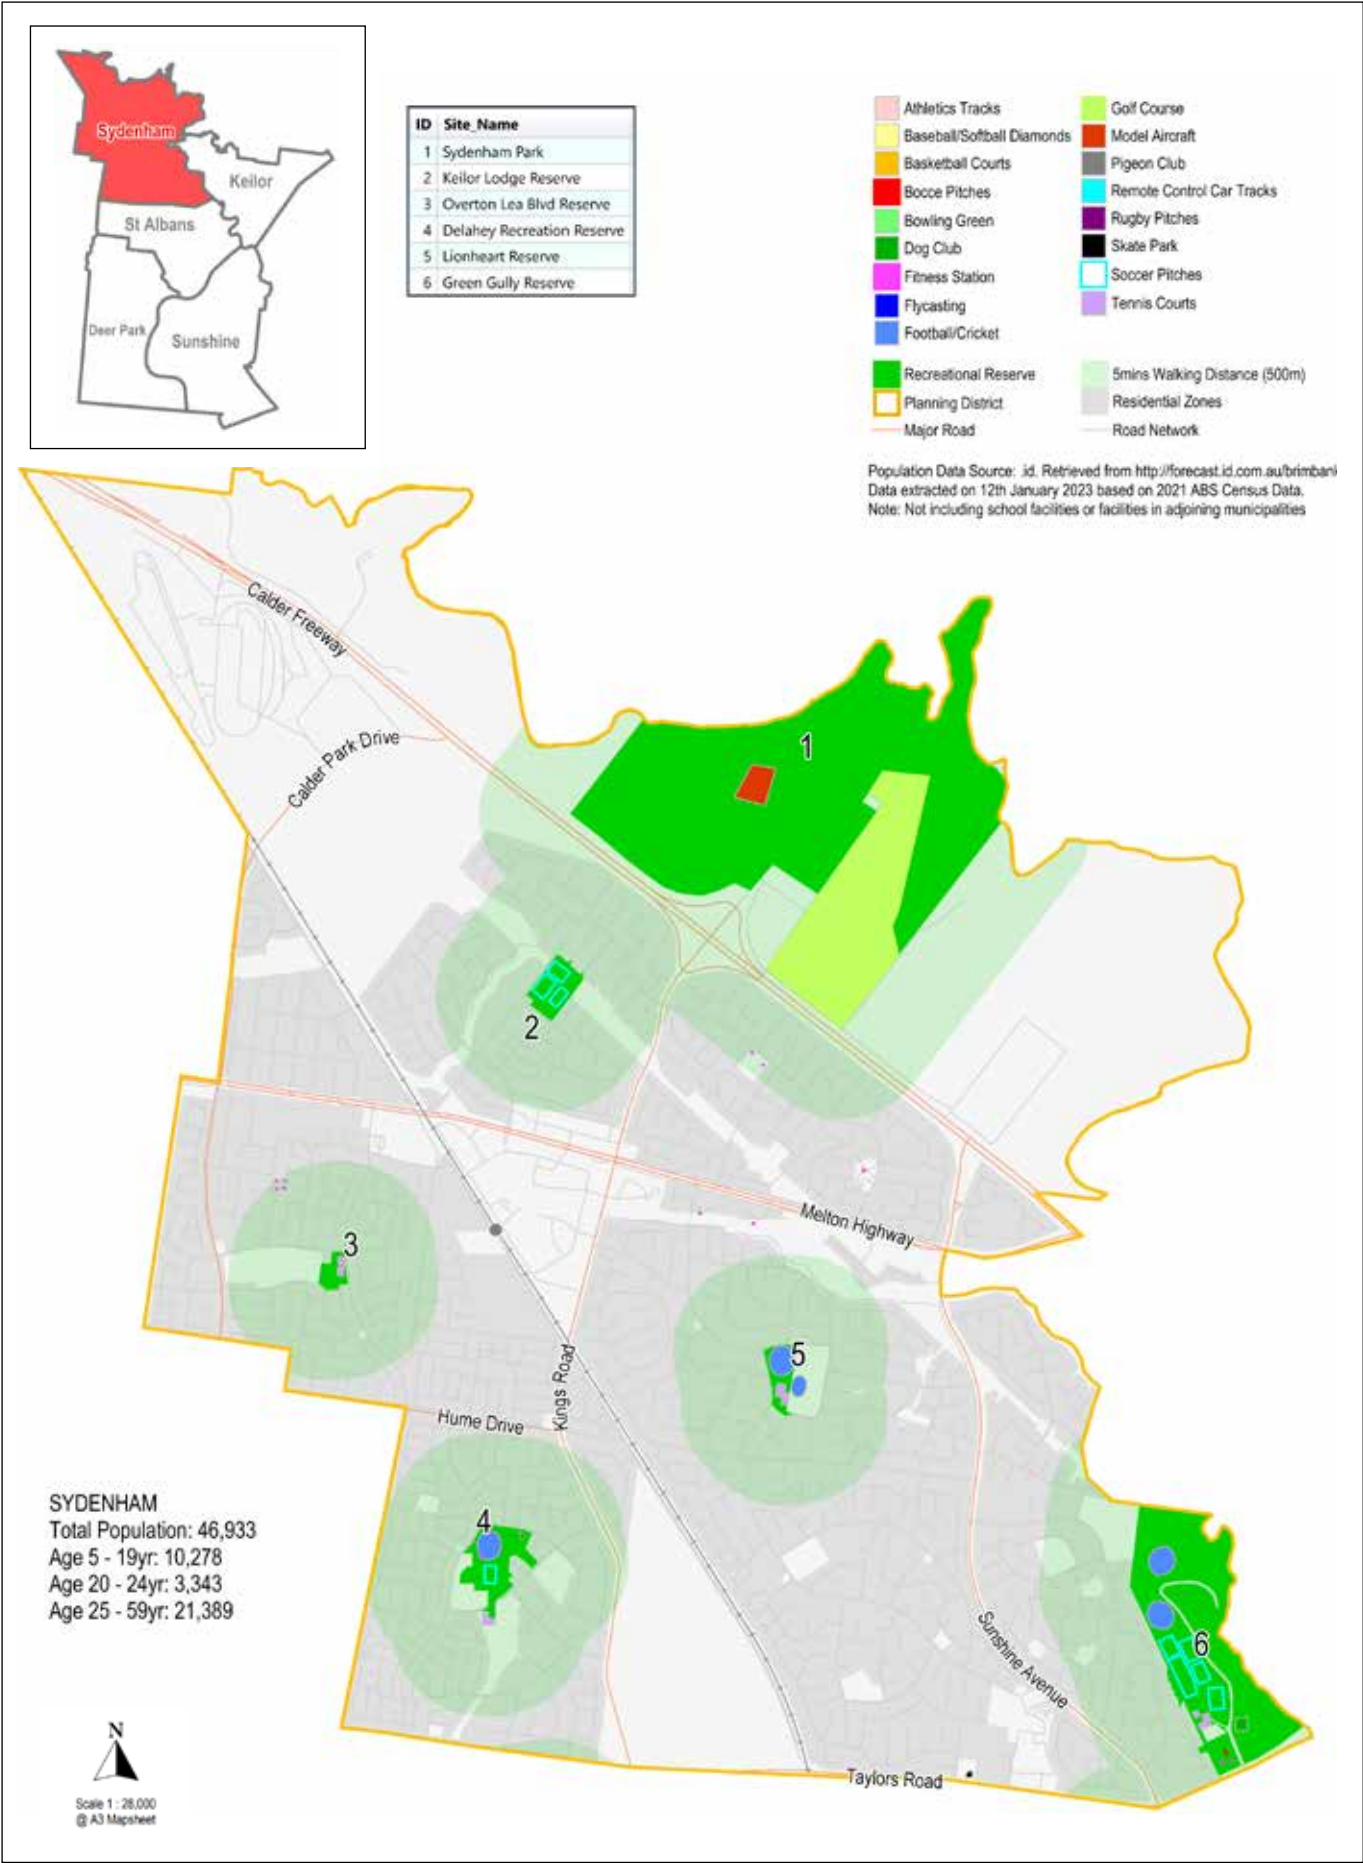 Sydenham
Keilor
St Albans
Deer Park
Sunshine
ID Site_Name
1 Sydenham Park
2 Keilor Lodge Reserve
3 Overton Lea Blvd Reserve
4 Delahey Recreation Reserve
5 Lionheart Reserve
6 Green Gully Reserve
Athletics Tracks
Baseball/Softball Diamonds
Basketball Courts
Bocce Pitches
Bowling Green
Dog Club
Fitness Station
Flycasting
Football/Cricket
Golf Course
Model Aircraft
Pigeon Club
Remote Control Car Tracks
Rugby Pitches
Skate Park
Soccer Pitches
Tennis Courts
Recreational Reserve
Planning District
Major Road
5mins Walking Distance (500m)
Residential Zones
Road Network
Population Data Source: .id. Retrieved from http://forecast.id.com.au/brimbank
Data extracted on 12th January 2023 based on 2021 ABS Census Data.
Note: Not including school facilities or facilities in adjoining municipalities
Calder Freeway
Calder Park Drive
1
2
Melton Highway
3
5
Kings Road
Hume Drive
4
6
Sunshine Avenue
Taylors Road
SYDENHAM
Total Population: 46,933
Age 5 - 19yr: 10,278
Age 20 - 24yr: 3,343
Age 25 - 59yr: 21,389
N
Scale 1 : 28,000
@ A3 Mapsheet